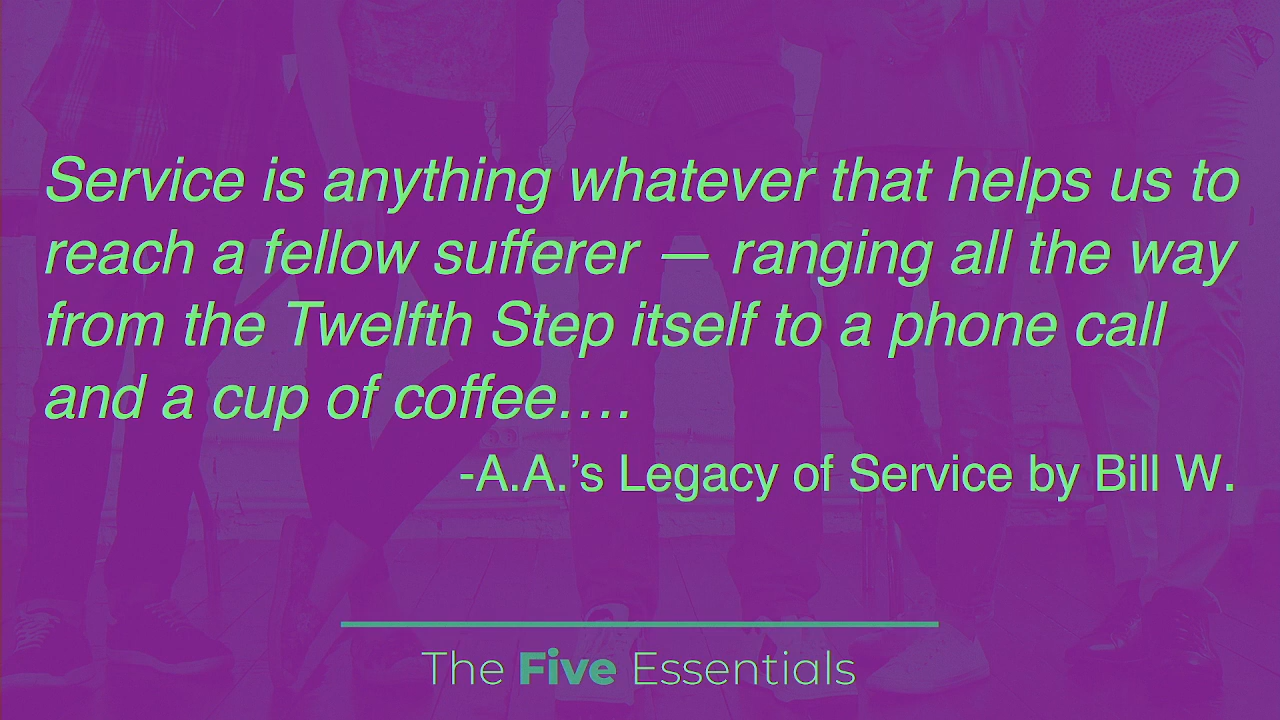 Service is anything whatever that helps us to
reach a fellow sufferer — ranging all the way
from the Twelfth Step itself to a phone call
and a cup of coffee….
-A.A.’s Legacy of Service by Bill W.
The Five Essentials